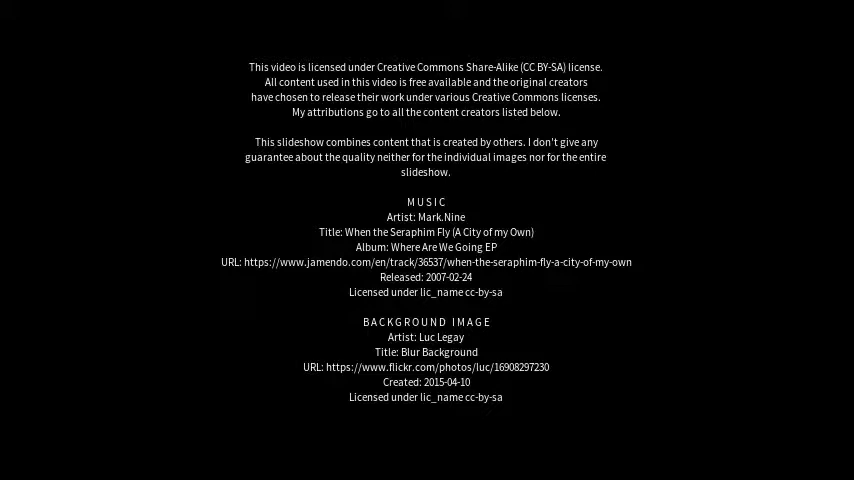 This video is licensed under Creative Commons Share-Alike (CC BY-SA) license.
All content used in this video is free available and the original creators
have chosen to release their work under various Creative Commons licenses.
My attributions go to all the content creators listed below.
This slideshow combines content that is created by others. I don't give any
guarantee about the quality neither for the individual images nor for the entire
slideshow.
MUSIC
Artist: Mark.Nine
Title: When the Seraphim Fly (A City of my Own)
Album: Where Are We Going EP
URL: https://www.jamendo.com/en/track/36537/when-the-seraphim-fly-a-city-of-my-own
Released: 2007-02-24
Licensed under lic_name cc-by-sa
BACKGROUND IMAGE
Artist: Luc Legay
Title: Blur Background
URL: https://www.flickr.com/photos/luc/16908297230
Created: 2015-04-10
Licensed under lic_name cc-by-sa